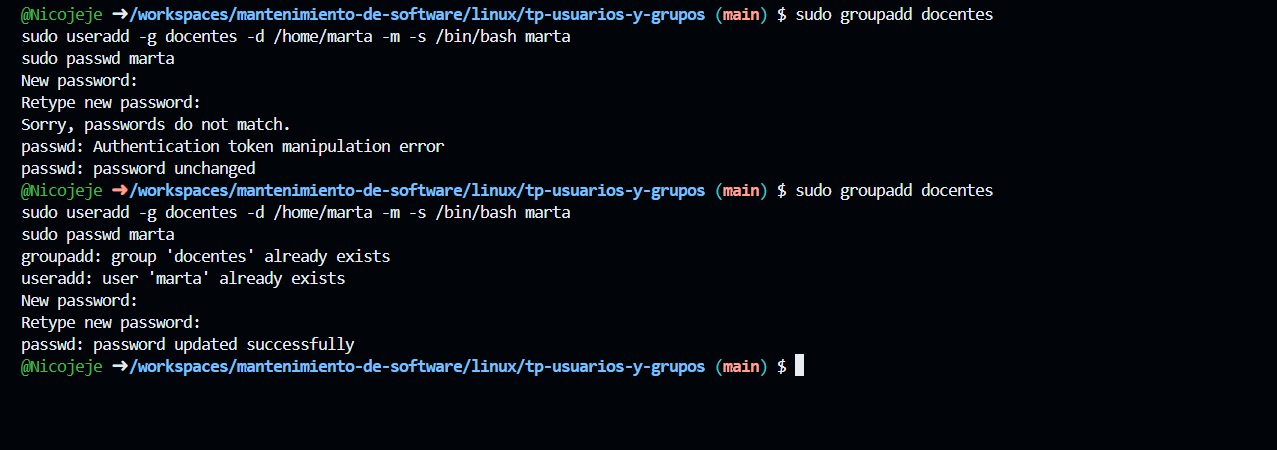 @Nicojeje ➜/workspaces/mantenimiento-de-software/linux/tp-usuarios-y-grupos (main) $ sudo groupadd docentes
sudo useradd -g docentes -d /home/marta -m -s /bin/bash marta
sudo passwd marta
New password:
Retype new password:
Sorry, passwords do not match.
passwd: Authentication token manipulation error
passwd: password unchanged
@Nicojeje ➜/workspaces/mantenimiento-de-software/linux/tp-usuarios-y-grupos (main) $ sudo groupadd docentes
sudo useradd -g docentes -d /home/marta -m -s /bin/bash marta
sudo passwd marta
groupadd: group 'docentes' already exists
useradd: user 'marta' already exists
New password:
Retype new password:
passwd: password updated successfully
@Nicojeje ➜/workspaces/mantenimiento-de-software/linux/tp-usuarios-y-grupos (main) $